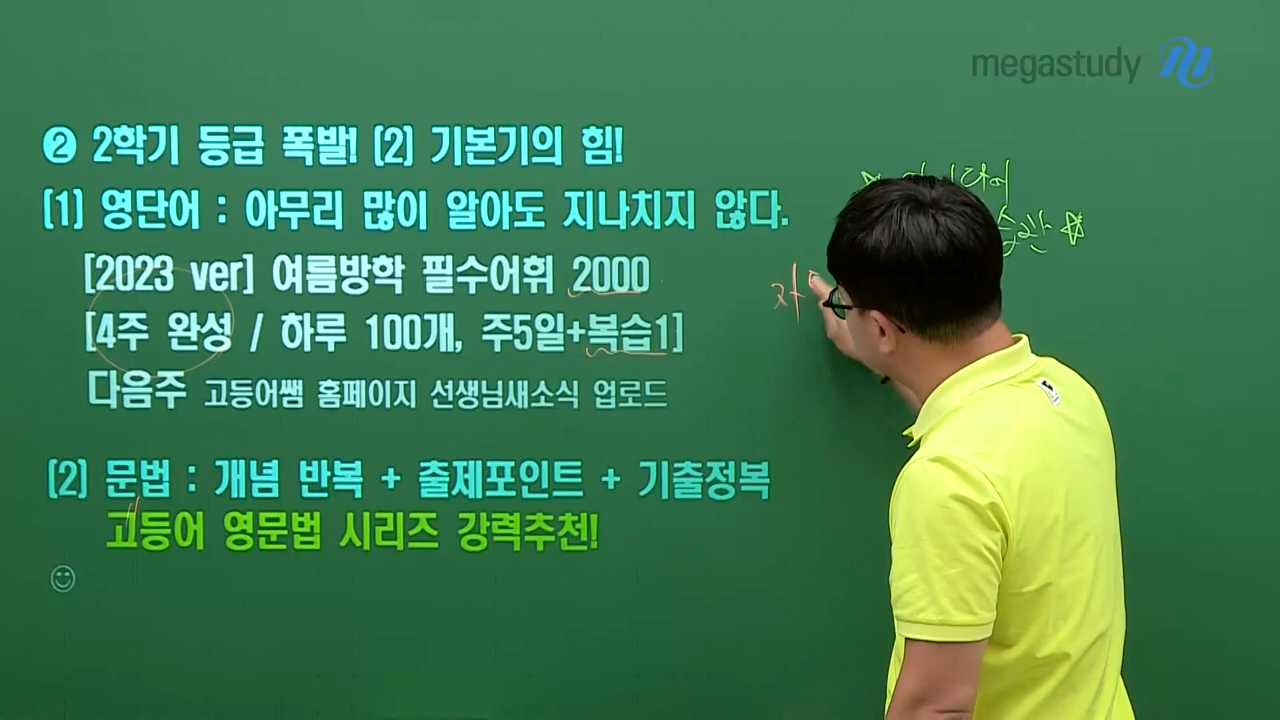 megastudy
❷ 2학기 등급 폭발! (2) 기본기의 힘!
(1) 영단어 : 아무리 많이 알아도 지나치지 않다.
[2023 ver] 여름방학 필수어휘 2000
[4주 완성 / 하루 100개, 주5일+복습1]
다음주 고등어쌤 홈페이지 선생님새소식 업로드
(2) 문법 : 개념 반복 + 출제포인트 + 기출정복
고등어 영문법 시리즈 강력추천!